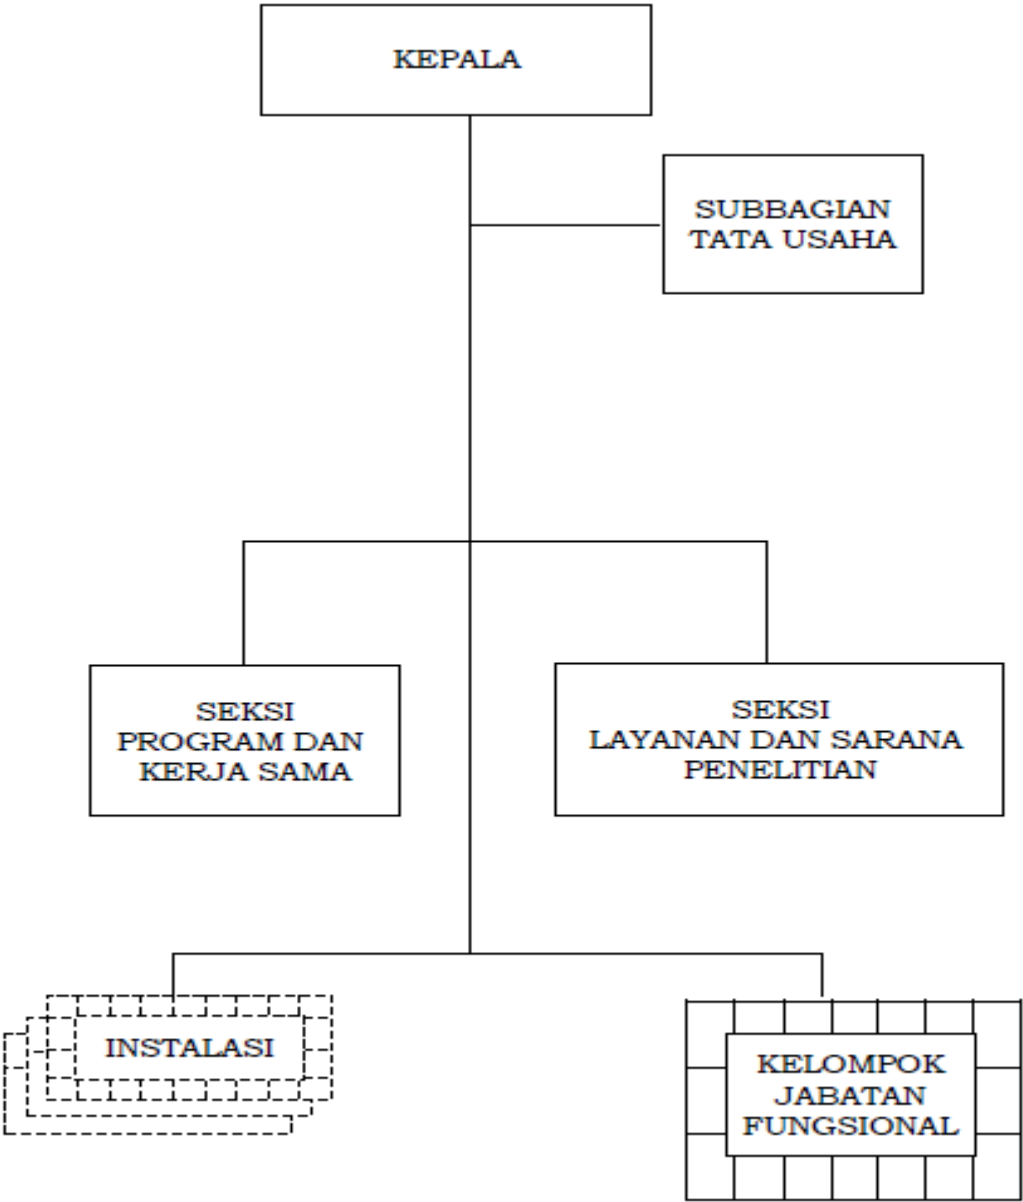 KEPALA
SUBBAGIAN
TATA USAHA
SEKSI
PROGRAM DAN
KERJA SAMA
SEKSI
LAYANAN DAN SARANA
PENELITIAN
INSTALASI
KELOMPOK
JABATAN
FUNGSIONAL